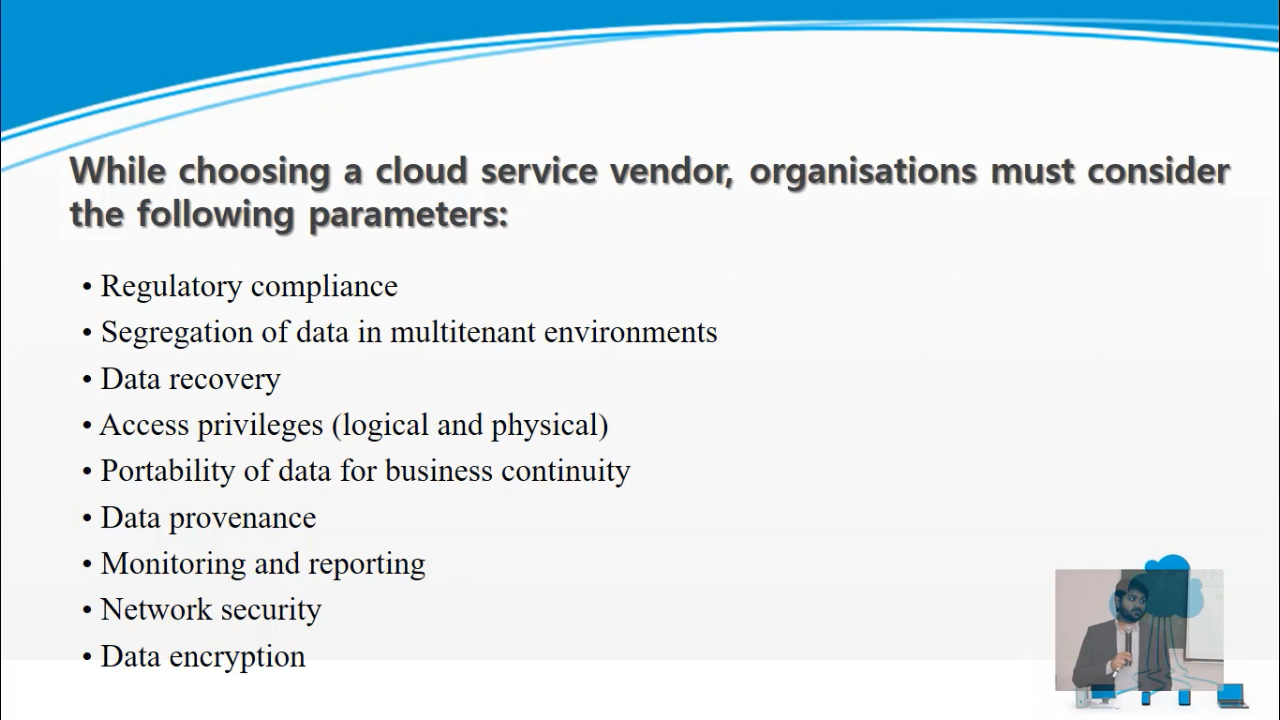 While choosing a cloud service vendor, organisations must consider
the following parameters:
• Regulatory compliance
• Segregation of data in multitenant environments
• Data recovery
• Access privileges (logical and physical)
• Portability of data for business continuity
• Data provenance
• Monitoring and reporting
• Network security
• Data encryption